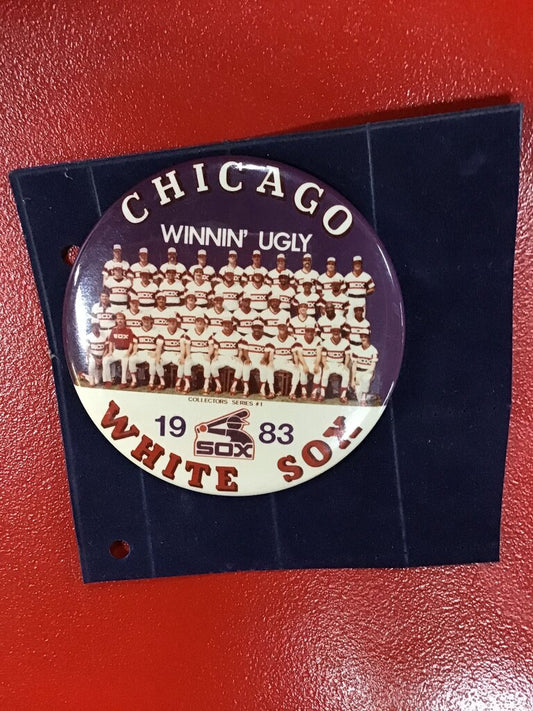 CHICAGO
WINNIN' UGLY
COLLECTORS SERIES #1
19 SOX 83
WHITE SOX